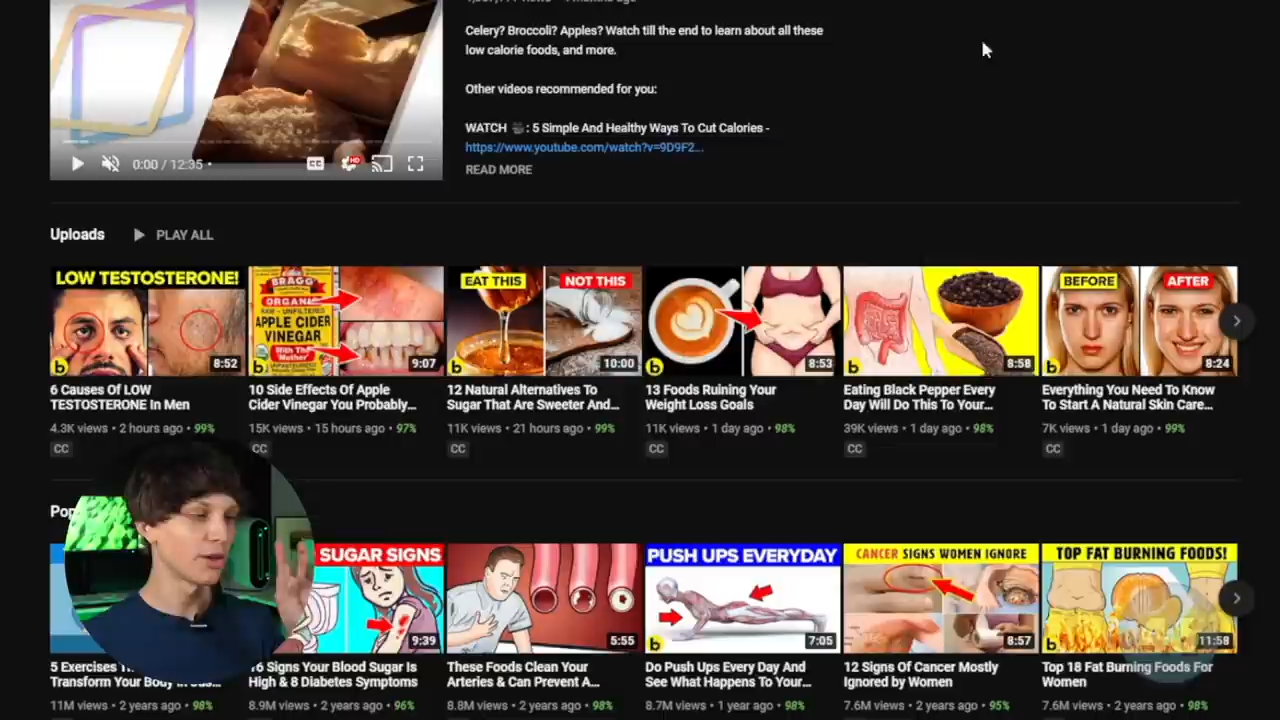 Celery? Broccoli? Apples? Watch till the end to learn about all these
low calorie foods, and more.
Other videos recommended for you:
WATCH : 5 Simple And Healthy Ways To Cut Calories -
https://www.youtube.com/watch?v=9D9F2...
READ MORE
0:00 / 12:35
CC
HD
Uploads
PLAY ALL
LOW TESTOSTERONE!
8:52
6 Causes Of LOW
TESTOSTERONE In Men
4.3K views • 2 hours ago • 99%
CC
BRAGG
ORGANIC
RAW - UNFILTERED
APPLE CIDER
VINEGAR
With The
'Mother'
9:07
10 Side Effects Of Apple
Cider Vinegar You Probably...
15K views • 15 hours ago • 97%
CC
EAT THIS
NOT THIS
10:00
12 Natural Alternatives To
Sugar That Are Sweeter And...
11K views • 21 hours ago • 99%
CC
8:53
13 Foods Ruining Your
Weight Loss Goals
11K views • 1 day ago • 98%
CC
8:58
Eating Black Pepper Every
Day Will Do This To Your...
39K views • 1 day ago • 98%
CC
BEFORE
AFTER
8:24
Everything You Need To Know
To Start A Natural Skin Care...
7K views • 1 day ago • 99%
CC
Pop
5 Exercises
Transform Your Body
11M views • 2 years ago • 98%
SUGAR SIGNS
9:39
16 Signs Your Blood Sugar Is
High & 8 Diabetes Symptoms
8.9M views • 2 years ago • 96%
5:55
These Foods Clean Your
Arteries & Can Prevent A...
8.8M views • 2 years ago • 98%
PUSH UPS EVERYDAY
7:05
Do Push Ups Every Day And
See What Happens To Your...
8.7M views • 1 year ago • 98%
CANCER SIGNS WOMEN IGNORE
8:57
12 Signs Of Cancer Mostly
Ignored by Women
7.6M views • 2 years ago • 95%
TOP FAT BURNING FOODS!
11:58
Top 18 Fat Burning Foods For
Women
7.6M views • 2 years ago • 98%